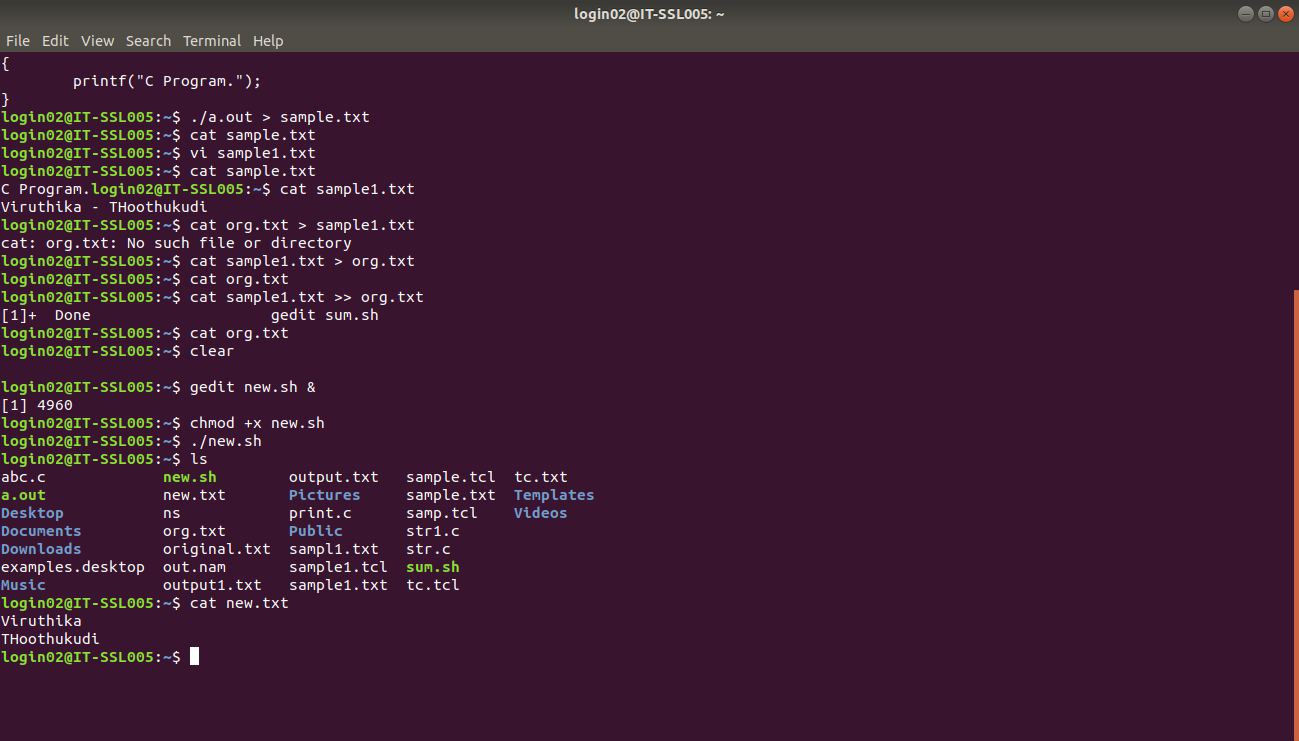 login02@IT-SSL005: ~
File Edit View Search Terminal Help
{
        printf("C Program.");
}
login02@IT-SSL005:~$ ./a.out > sample.txt
login02@IT-SSL005:~$ cat sample.txt
login02@IT-SSL005:~$ vi sample1.txt
login02@IT-SSL005:~$ cat sample.txt
C Program.login02@IT-SSL005:~$ cat sample1.txt
Viruthika - THoothukudi
login02@IT-SSL005:~$ cat org.txt > sample1.txt
cat: org.txt: No such file or directory
login02@IT-SSL005:~$ cat sample1.txt > org.txt
login02@IT-SSL005:~$ cat org.txt
login02@IT-SSL005:~$ cat sample1.txt >> org.txt
[1]+  Done                    gedit sum.sh
login02@IT-SSL005:~$ cat org.txt
login02@IT-SSL005:~$ clear
login02@IT-SSL005:~$ gedit new.sh &
[1] 4960
login02@IT-SSL005:~$ chmod +x new.sh
login02@IT-SSL005:~$ ./new.sh
login02@IT-SSL005:~$ ls
abc.c             new.sh        output.txt   sample.tcl  tc.txt
a.out             new.txt       Pictures     sample.txt  Templates
Desktop           ns            print.c      samp.tcl    Videos
Documents         org.txt       Public       str1.c
Downloads         original.txt  sampl1.txt   str.c
examples.desktop  out.nam       sample1.tcl  sum.sh
Music             output1.txt   sample1.txt  tc.tcl
login02@IT-SSL005:~$ cat new.txt
Viruthika
THoothukudi
login02@IT-SSL005:~$